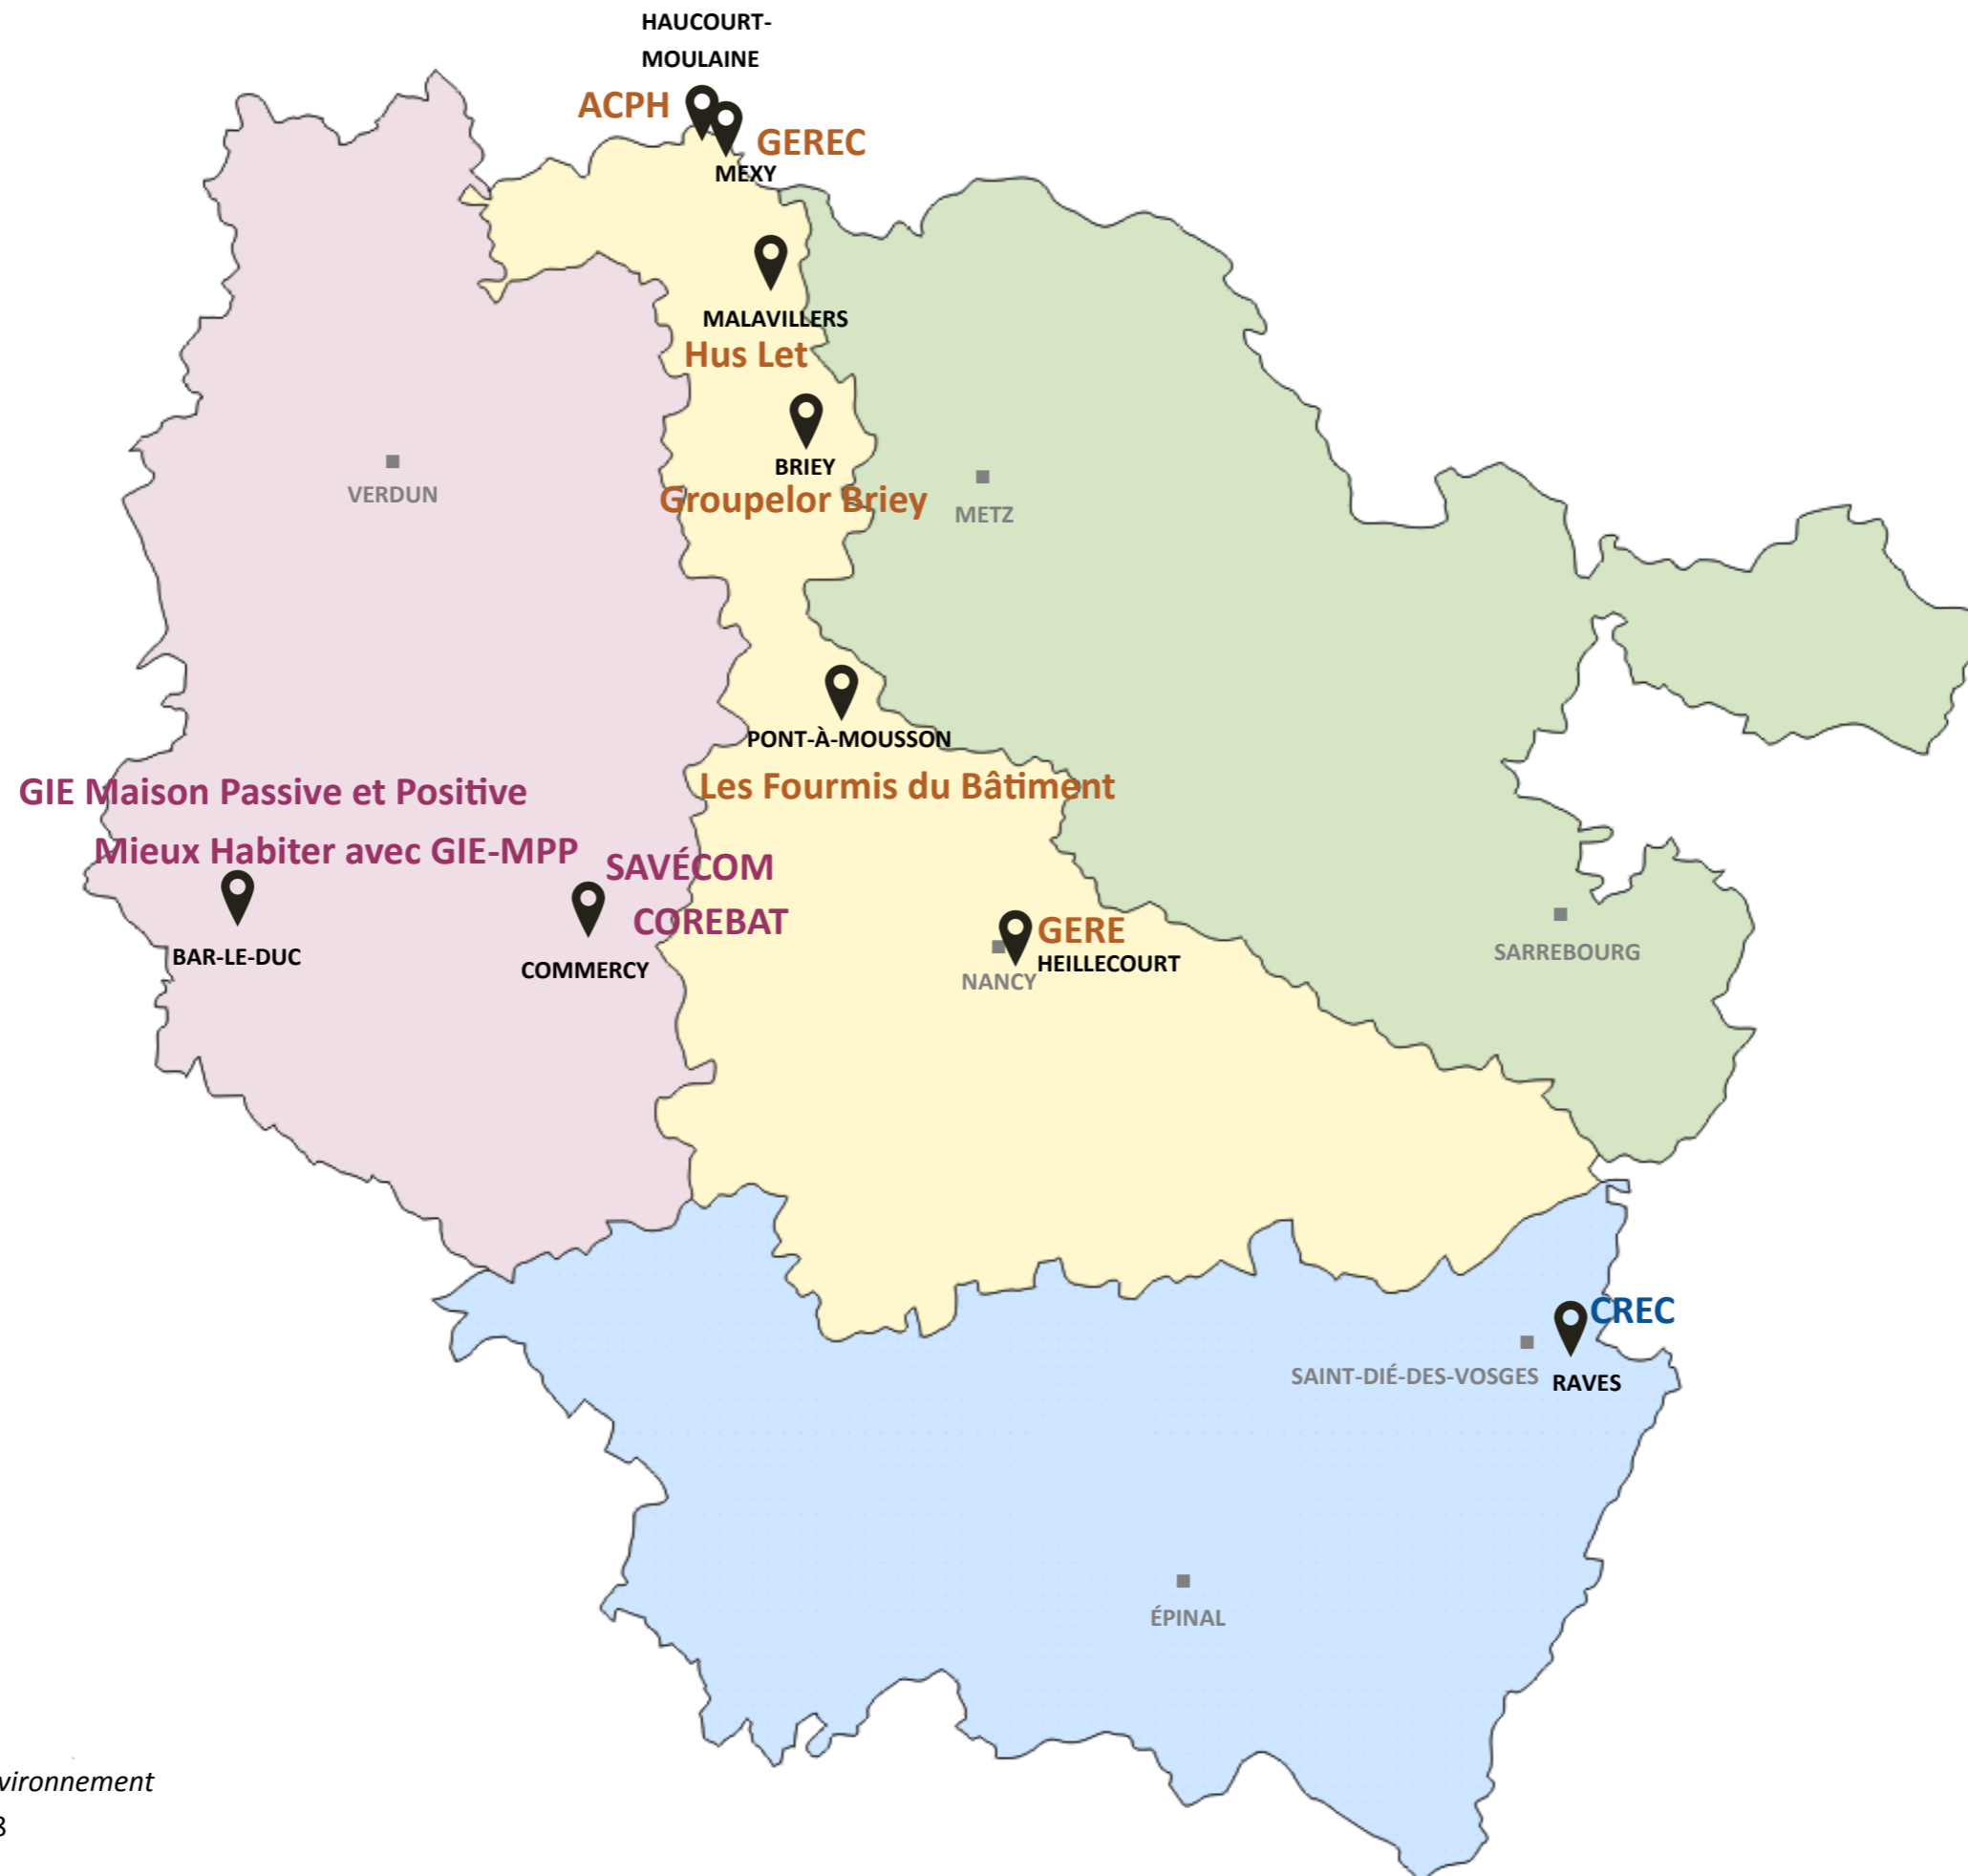 HAUCOURT-
MOULAINE
ACPH
GEREC
MEXY
MALAVILLERS
Hus Let
BRIEY
Groupelor Briey
VERDUN
METZ
PONT-À-MOUSSON
Les Fourmis du Bâtiment
GIE Maison Passive et Positive
Mieux Habiter avec GIE-MPP
SAVÉCOM
COREBAT
BAR-LE-DUC
COMMERCY
GERE
HEILLECOURT
NANCY
SARREBOURG
CREC
SAINT-DIÉ-DES-VOSGES
RAVES
ÉPINAL
vironnement
8